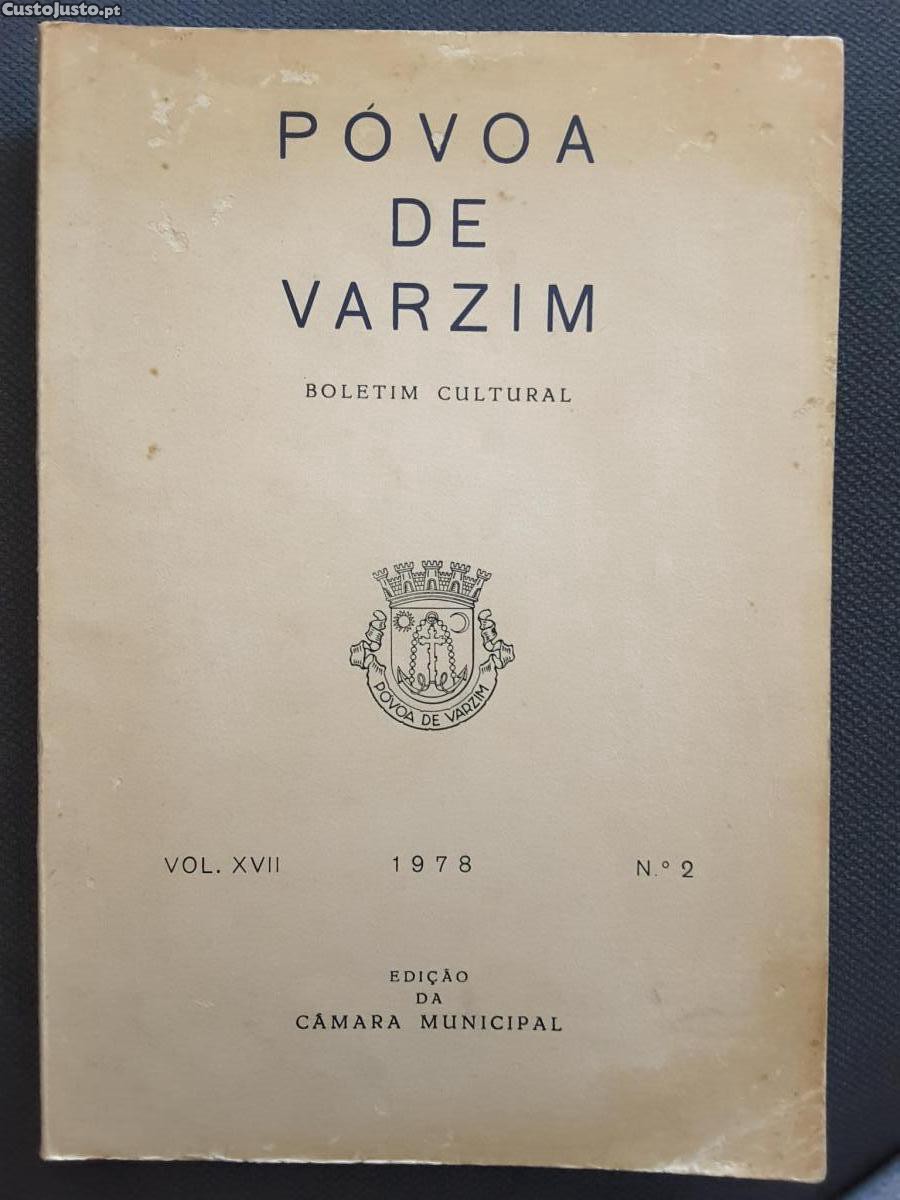 CustoJusto.pt
PÓVOA
DE
VARZIM
BOLETIM CULTURAL
PÓVOA DE VARZIM
VOL. XVII 1978 N.º 2
EDIÇÃO
DA
CÂMARA MUNICIPAL